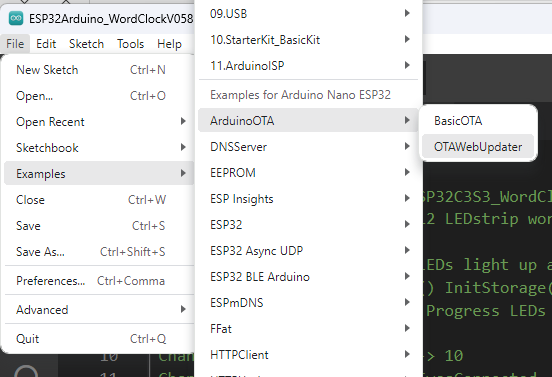 ESP32Arduino_WordClockV058
File Edit Sketch Tools H
New Sketch Ctrl+N
Open... Ctrl+O
Open Recent
Sketchbook
Examples
Close Ctrl+W
Save Ctrl+S
Save As... Ctrl+Shift+S
Preferences... Ctrl+Comma
Advanced
Quit Ctrl+Q
09.USB
10.StarterKit_BasicKit
11.ArduinoISP
Examples for Arduino Nano ESP32
ArduinoOTA
DNSServer
EEPROM
ESP Insights
ESP32
ESP32 Async UDP
ESP32 BLE Arduino
ESPmDNS
FFat
HTTPClient
BasicOTA
OTAWebUpdater
SP32C3S3_WordCl
12 LEDstrip wor
LEDs light up a
() InitStorage(
Progress LEDs
10 Chan > 10
11